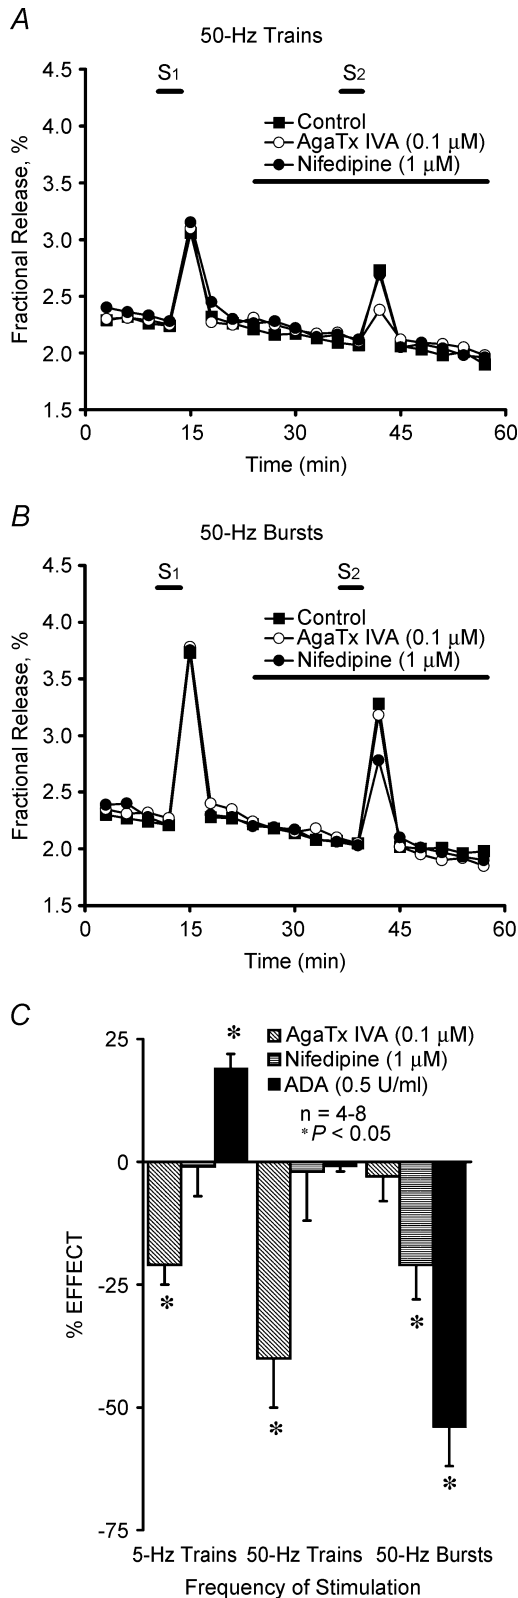 A
50-Hz Trains
4.5
4.0
3.5
3.0
2.5
2.0
1.5
Fractional Release, %
S1
S2
Control
AgaTx IVA (0.1 μM)
Nifedipine (1 μM)
0
15
30
45
60
Time (min)
B
50-Hz Bursts
4.5
4.0
3.5
3.0
2.5
2.0
1.5
Fractional Release, %
S1
S2
Control
AgaTx IVA (0.1 μM)
Nifedipine (1 μM)
0
15
30
45
60
Time (min)
C
25
0
-25
-50
-75
% EFFECT
AgaTx IVA (0.1 μM)
Nifedipine (1 μM)
ADA (0.5 U/ml)
n = 4-8
*P < 0.05
*
*
*
*
*
5-Hz Trains
50-Hz Trains
50-Hz Bursts
Frequency of Stimulation